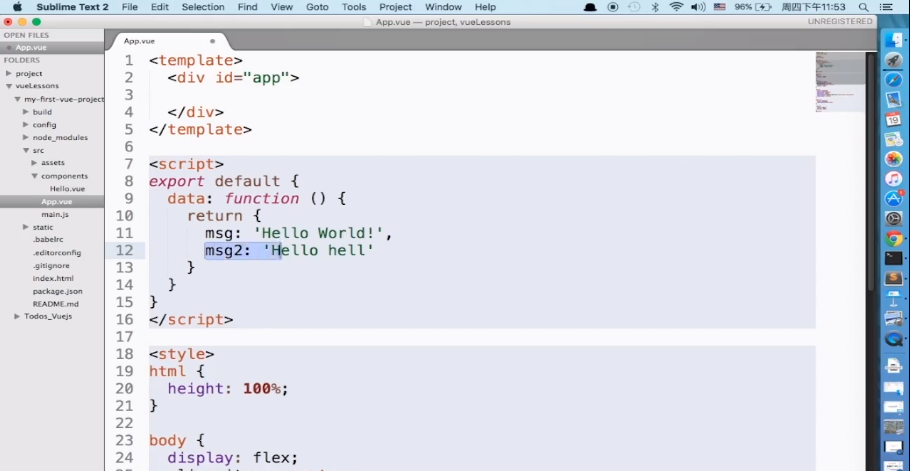 Sublime Text 2 File Edit Selection Find View Goto Tools Project Window Help 96% 周四下午11:53
App.vue — project, vueLessons UNREGISTERED
OPEN FILES
App.vue
FOLDERS
project
vueLessons
my-first-vue-project
build
config
node_modules
src
assets
components
Hello.vue
App.vue
main.js
static
.babelrc
.editorconfig
.gitignore
index.html
package.json
README.md
Todos_Vuejs
App.vue
1 <template>
2 <div id="app">
3
4 </div>
5 </template>
6
7 <script>
8 export default {
9 data: function () {
10 return {
11 msg: 'Hello World!',
12 msg2: 'Hello hell'
13 }
14 }
15 }
16 </script>
17
18 <style>
19 html {
20 height: 100%;
21 }
22
23 body {
24 display: flex;
19